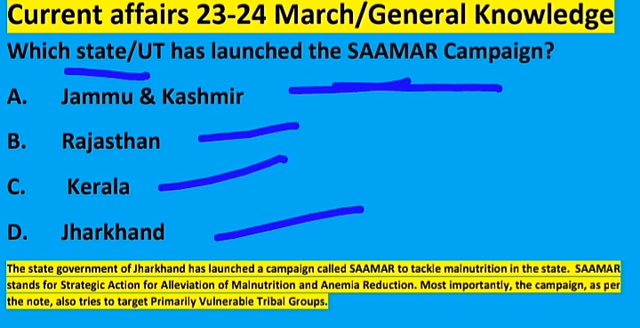 Current affairs 23-24 March/General Knowledge
Which state/UT has launched the SAAMAR Campaign?
A. Jammu & Kashmir
B. Rajasthan
C. Kerala
D. Jharkhand
The state government of Jharkhand has launched a campaign called SAAMAR to tackle malnutrition in the state. SAAMAR
stands for Strategic Action for Alleviation of Malnutrition and Anemia Reduction. Most importantly, the campaign, as per
the note, also tries to target Primarily Vulnerable Tribal Groups.